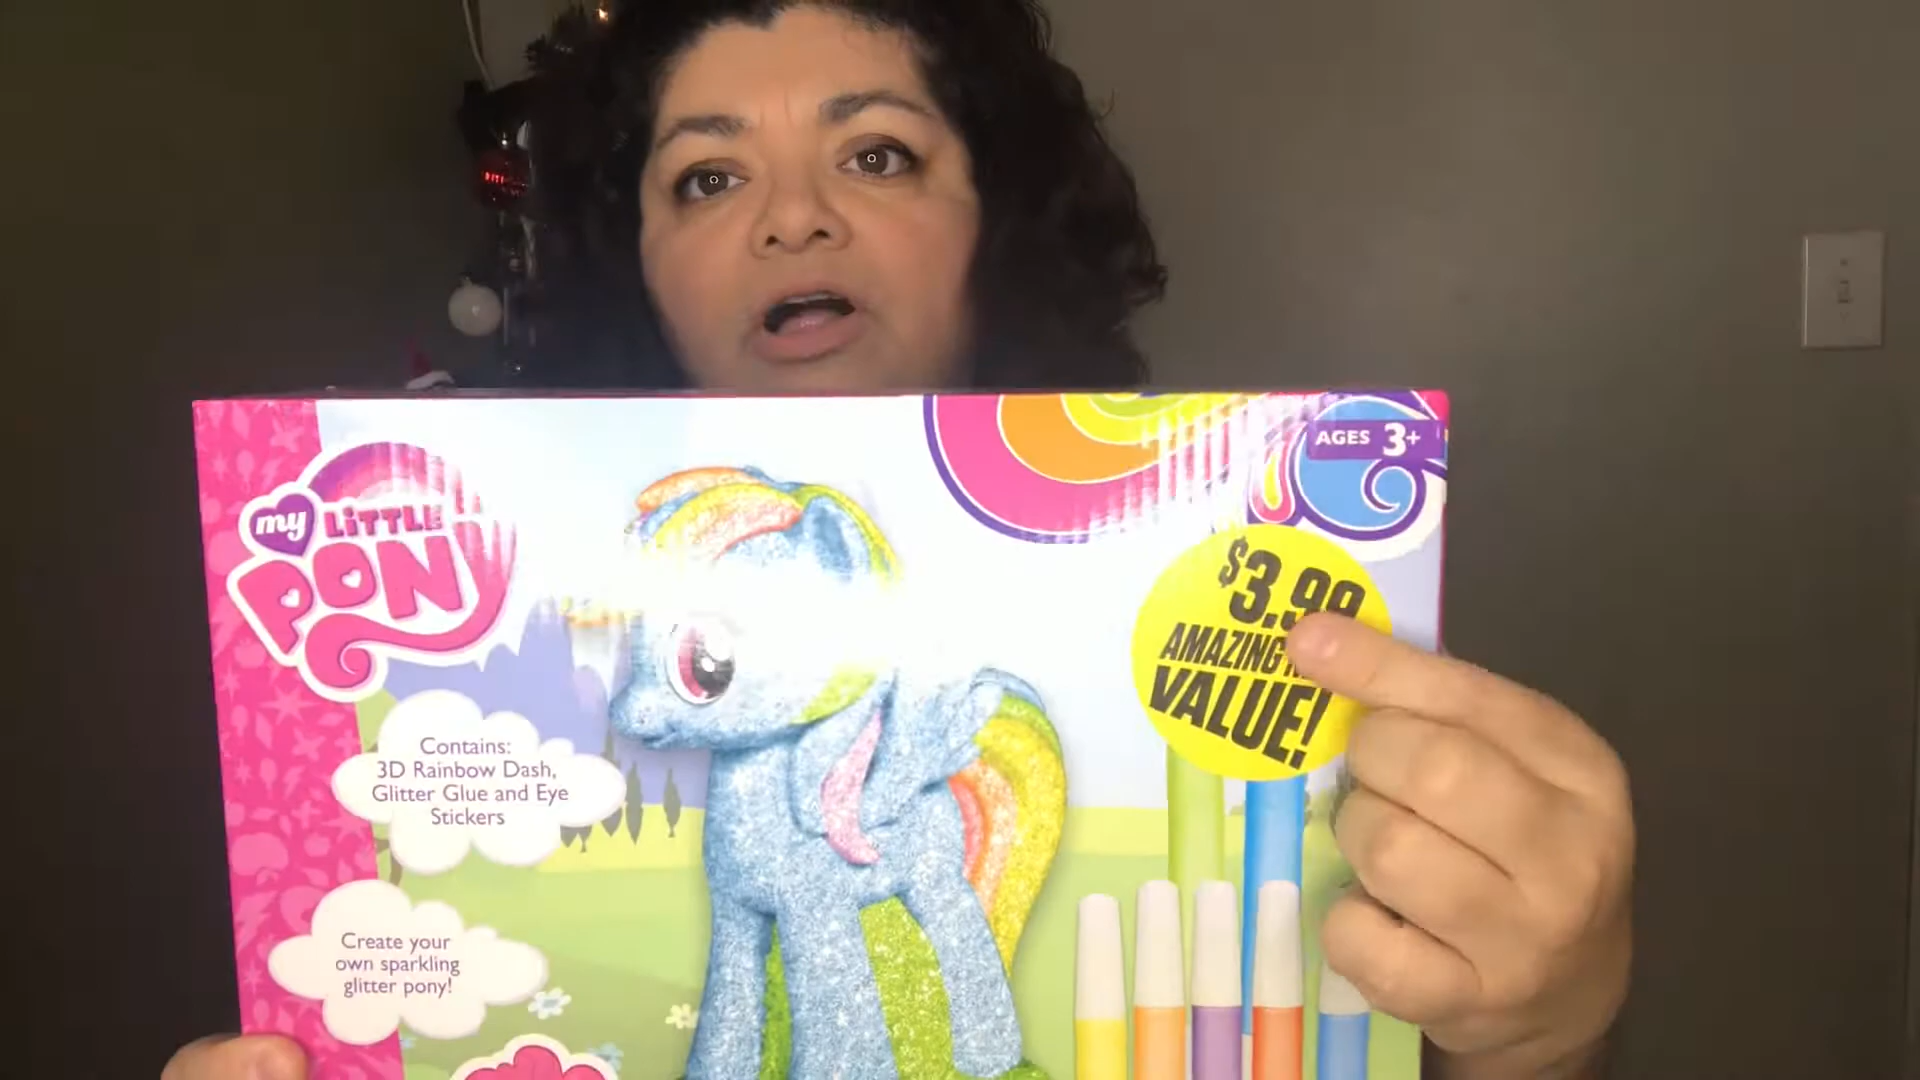 my LiTTLE
PON
AGES 3+
$3.99
AMAZING
VALUE!
Contains:
3D Rainbow Dash,
Glitter Glue and Eye
Stickers
Create your
own sparkling
glitter pony!